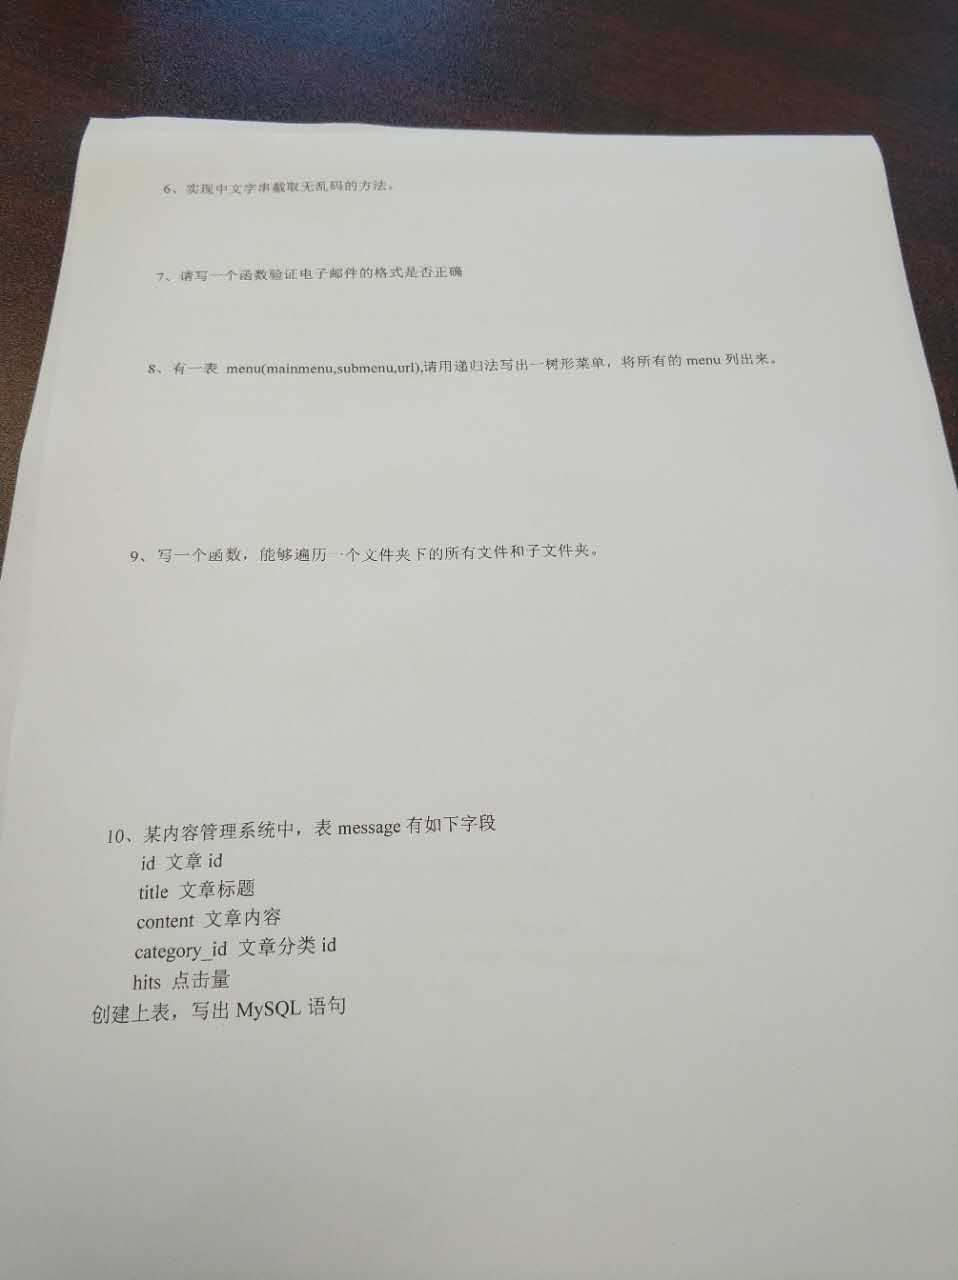 6、实现中文字串截取无乱码的方法。
7、请写一个函数验证电子邮件的格式是否正确
8、有一表 menu(mainmenu,submenu,url),请用递归法写出一树形菜单，将所有的 menu 列出来。
9、写一个函数，能够遍历一个文件夹下的所有文件和子文件夹。
10、某内容管理系统中，表 message 有如下字段
id 文章 id
title 文章标题
content 文章内容
category_id 文章分类 id
hits 点击量
创建上表，写出 MySQL 语句